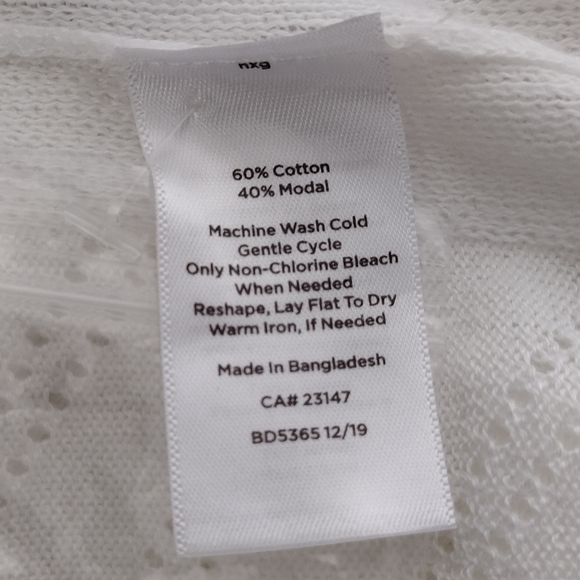 nxg
60% Cotton
40% Modal
Machine Wash Cold
Gentle Cycle
Only Non-Chlorine Bleach
When Needed
Reshape, Lay Flat To Dry
Warm Iron, If Needed
Made In Bangladesh
CA# 23147
BD5365 12/19